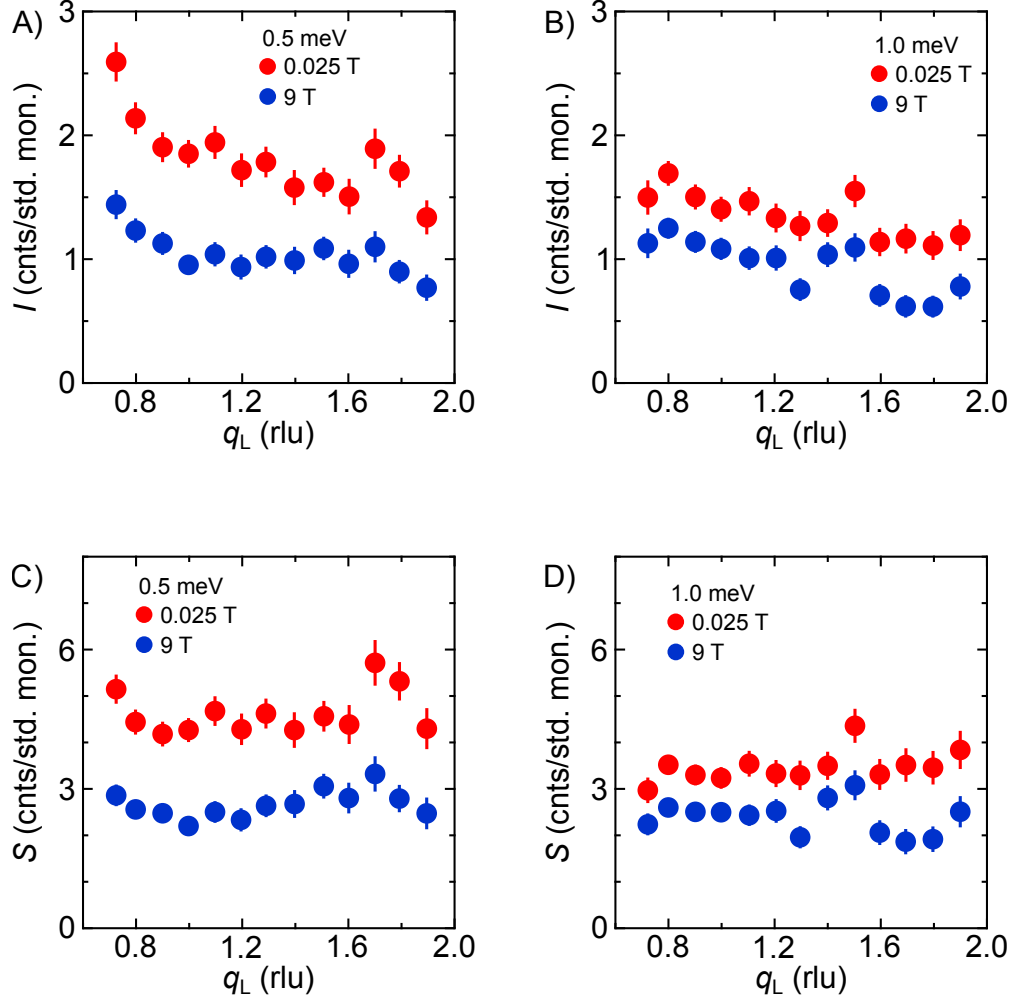 A)
3
2
1
0
I (cnts/std. mon.)
0.5 meV
0.025 T
9 T
0.8
1.2
1.6
2.0
qL (rlu)
B)
3
2
1
0
I (cnts/std. mon.)
1.0 meV
0.025 T
9 T
0.8
1.2
1.6
2.0
qL (rlu)
C)
6
3
0
S (cnts/std. mon.)
0.5 meV
0.025 T
9 T
0.8
1.2
1.6
2.0
qL (rlu)
D)
6
3
0
S (cnts/std. mon.)
1.0 meV
0.025 T
9 T
0.8
1.2
1.6
2.0
qL (rlu)